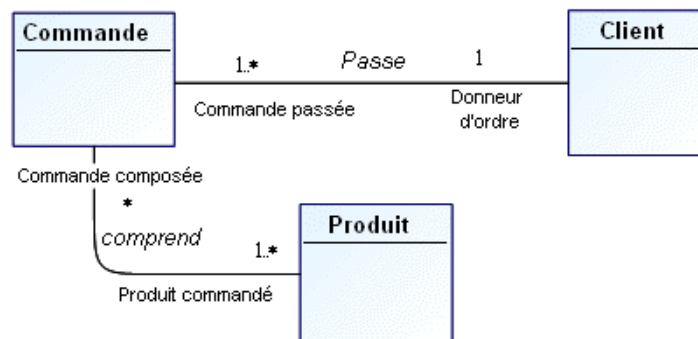 Commande
Client
1..*
Passe
1
Commande passée
Donneur
d'ordre
Commande composée
*
comprend
1..*
Produit
Produit commandé